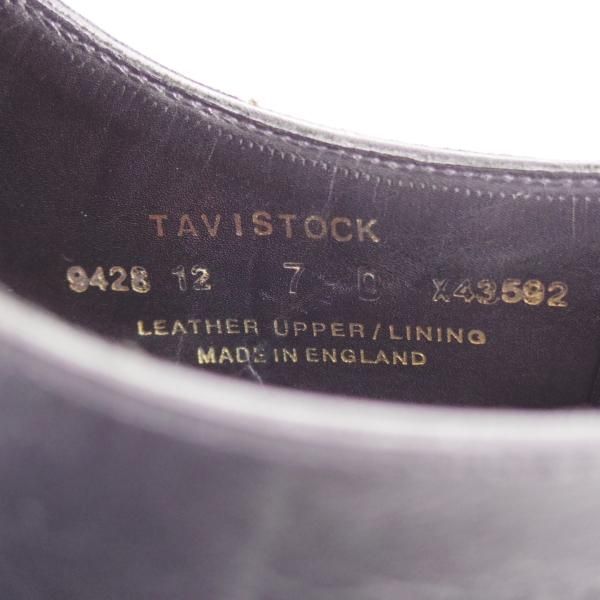 TAVISTOCK
9428 12 7 D X43592
LEATHER UPPER/LINING
MADE IN ENGLAND